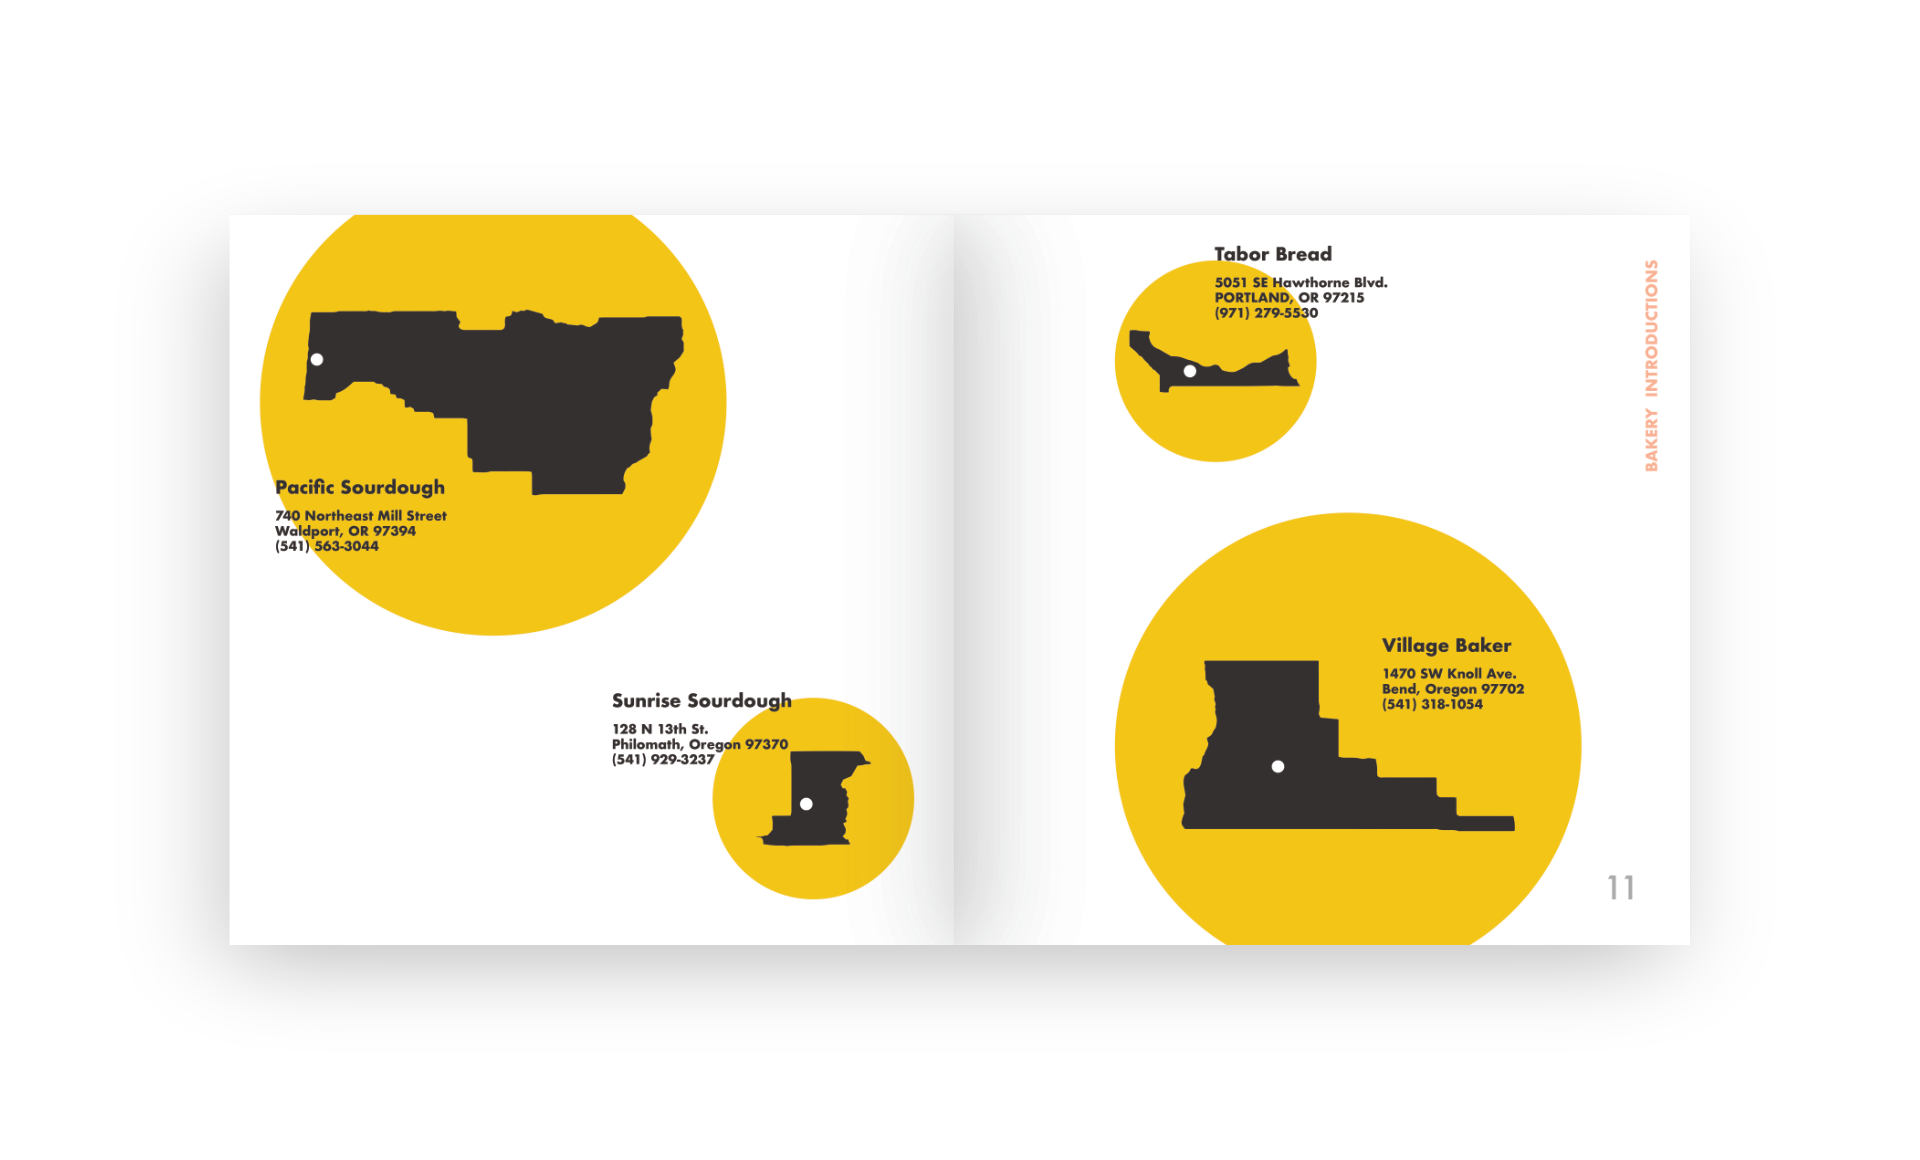 Pacific Sourdough
740 Northeast Mill Street
Waldport, OR 97394
(541) 563-3044
Sunrise Sourdough
128 N 13th St.
Philomath, Oregon 97370
(541) 929-3237
Tabor Bread
5051 SE Hawthorne Blvd.
PORTLAND, OR 97215
(971) 279-5530
Village Baker
1470 SW Knoll Ave.
Bend, Oregon 97702
(541) 318-1054
BAKERY INTRODUCTIONS
11